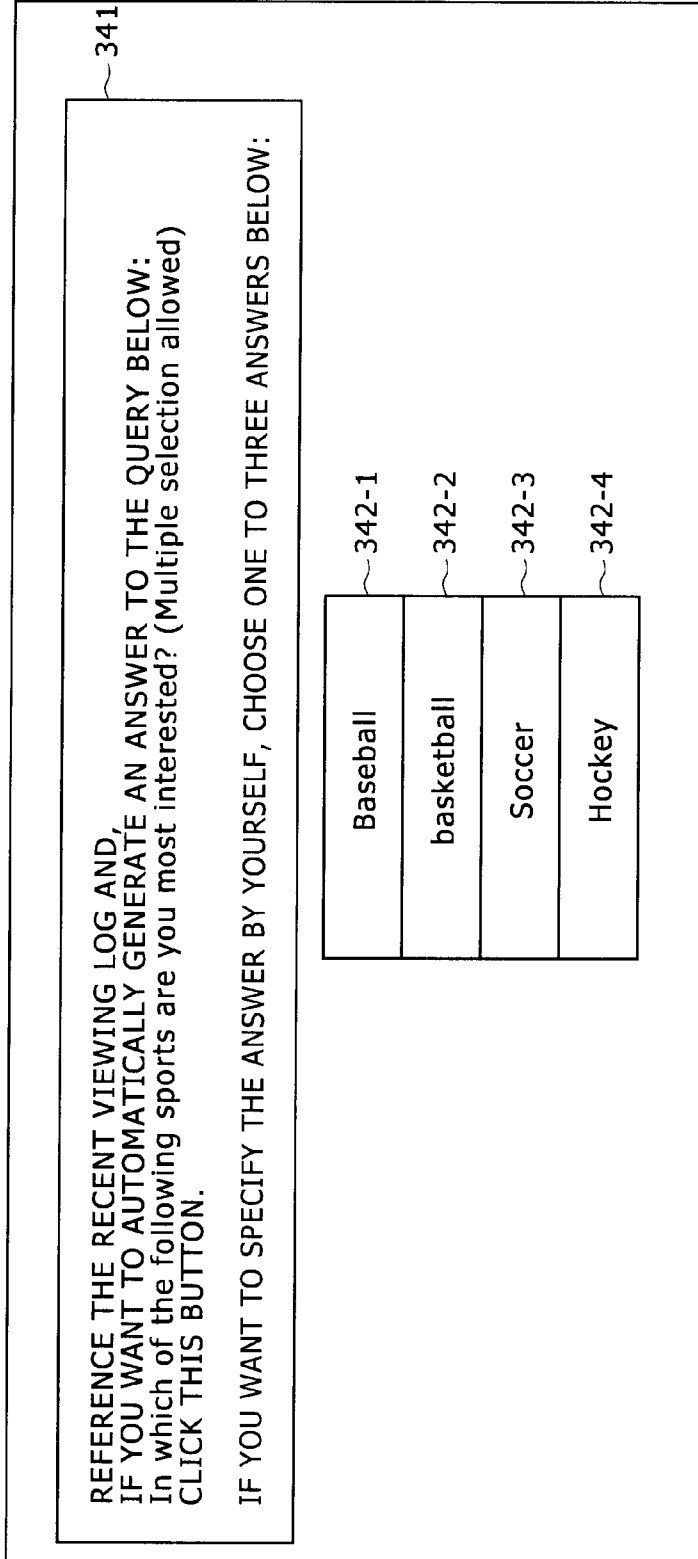 341
REFERENCE THE RECENT VIEWING LOG AND,
IF YOU WANT TO AUTOMATICALLY GENERATE AN ANSWER TO THE QUERY BELOW:
In which of the following sports are you most interested? (Multiple selection allowed)
CLICK THIS BUTTON.
IF YOU WANT TO SPECIFY THE ANSWER BY YOURSELF, CHOOSE ONE TO THREE ANSWERS BELOW:
Baseball 342-1
basketball 342-2
Soccer 342-3
Hockey 342-4